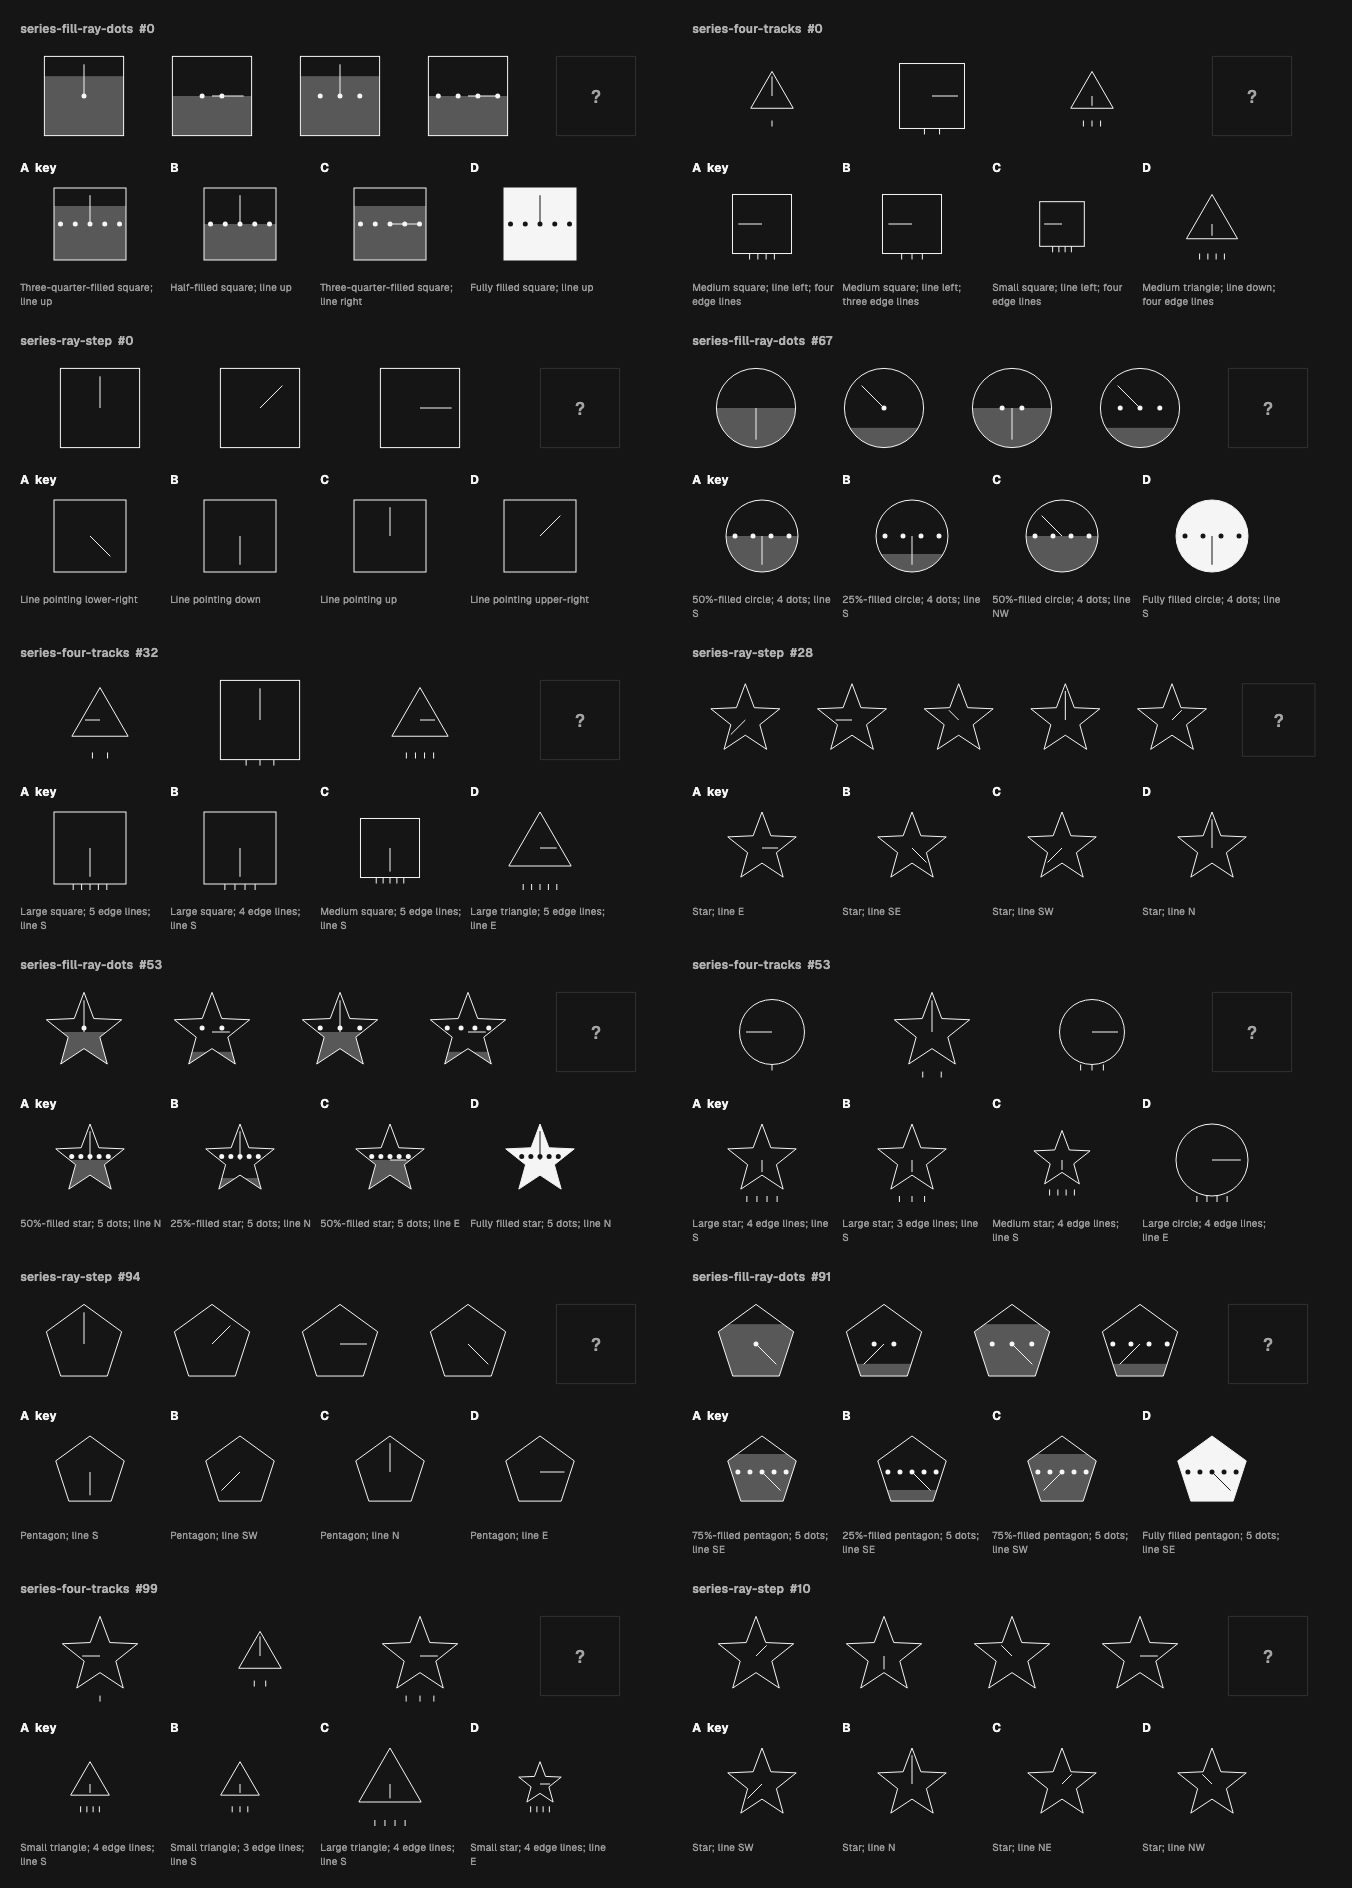 series-fill-ray-dots #0
?
A key
B
C
D
Three-quarter-filled square;
line up
Half-filled square; line up
Three-quarter-filled square;
line right
Fully filled square; line up
series-four-tracks #0
?
A key
B
C
D
Medium square; line left; four
edge lines
Medium square; line left;
three edge lines
Small square; line left; four
edge lines
Medium triangle; line down;
four edge lines
series-ray-step #0
?
A key
B
C
D
Line pointing lower-right
Line pointing down
Line pointing up
Line pointing upper-right
series-fill-ray-dots #67
?
A key
B
C
D
50%-filled circle; 4 dots; line
S
25%-filled circle; 4 dots; line
S
50%-filled circle; 4 dots; line
NW
Fully filled circle; 4 dots; line
S
series-four-tracks #32
?
A key
B
C
D
Large square; 5 edge lines;
line S
Large square; 4 edge lines;
line S
Medium square; 5 edge lines;
line S
Large triangle; 5 edge lines;
line E
series-ray-step #28
?
A key
B
C
D
Star; line E
Star; line SE
Star; line SW
Star; line N
series-fill-ray-dots #53
?
A key
B
C
D
50%-filled star; 5 dots; line N
25%-filled star; 5 dots; line N
50%-filled star; 5 dots; line E
Fully filled star; 5 dots; line N
series-four-tracks #53
?
A key
B
C
D
Large star; 4 edge lines; line
S
Large star; 3 edge lines; line
S
Medium star; 4 edge lines;
line S
Large circle; 4 edge lines;
line E
series-ray-step #94
?
A key
B
C
D
Pentagon; line S
Pentagon; line SW
Pentagon; line N
Pentagon; line E
series-fill-ray-dots #91
?
A key
B
C
D
75%-filled pentagon; 5 dots;
line SE
25%-filled pentagon; 5 dots;
line SE
75%-filled pentagon; 5 dots;
line SW
Fully filled pentagon; 5 dots;
line SE
series-four-tracks #99
?
A key
B
C
D
Small triangle; 4 edge lines;
line S
Small triangle; 3 edge lines;
line S
Large triangle; 4 edge lines;
line S
Small star; 4 edge lines; line
E
series-ray-step #10
?
A key
B
C
D
Star; line SW
Star; line N
Star; line NE
Star; line NW